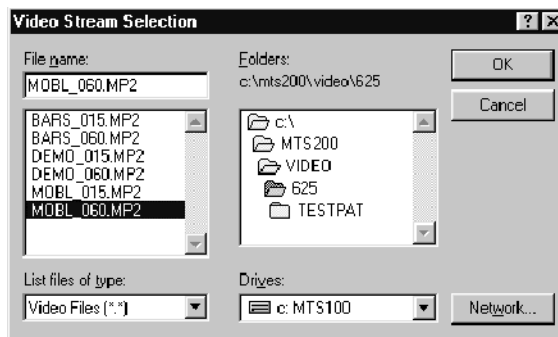 Video Stream Selection
File name:
MOBL_060.MP2
BARS_015.MP2
BARS_060.MP2
DEMO_015.MP2
DEMO_060.MP2
MOBL_015.MP2
MOBL_060.MP2
List files of type:
Video Files (*.*)
Folders:
c:\mts200\video\625
c:\
MTS200
VIDEO
625
TESTPAT
Drives:
c: MTS100
OK
Cancel
Network...